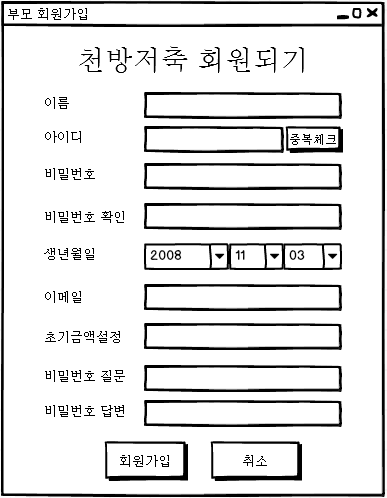 부모 회원가입
천방저축 회원되기
이름
아이디 중복체크
비밀번호
비밀번호 확인
생년월일 2008 11 03
이메일
초기금액설정
비밀번호 질문
비밀번호 답변
회원가입 취소